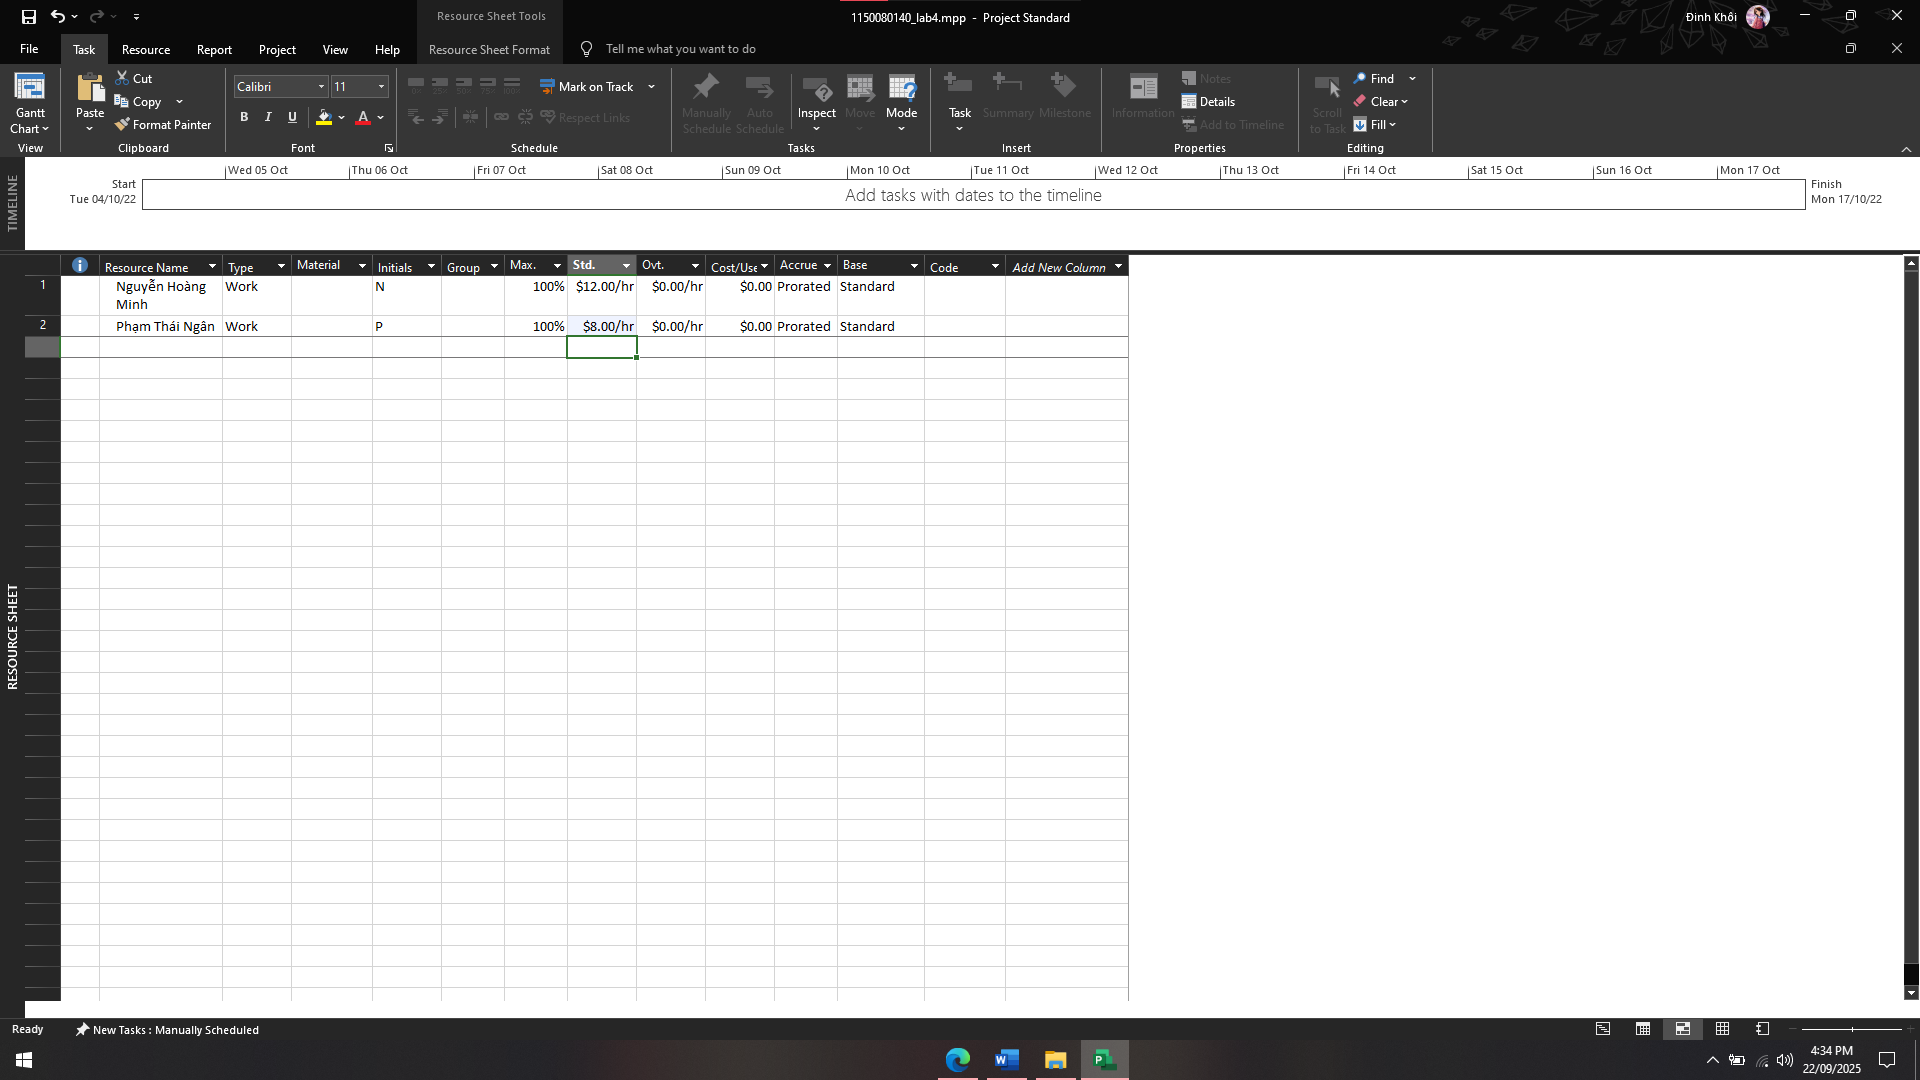 Resource Sheet Tools
1150080140_lab4.mpp - Project Standard
Đinh Khôi
File
Task
Resource
Report
Project
View
Help
Resource Sheet Format
Tell me what you want to do
Gantt
Chart
View
Paste
Cut
Copy
Format Painter
Clipboard
Calibri
11
B I U
A
Font
0% 25% 50% 75% 100%
Mark on Track
Respect Links
Schedule
Manually
Schedule
Auto
Schedule
Inspect
Move
Mode
Tasks
Task
Summary
Milestone
Insert
Information
Notes
Details
Add to Timeline
Properties
Scroll
to Task
Find
Clear
Fill
Editing
TIMELINE
Start
Tue 04/10/22
Wed 05 Oct
Thu 06 Oct
Fri 07 Oct
Sat 08 Oct
Sun 09 Oct
Mon 10 Oct
Tue 11 Oct
Wed 12 Oct
Thu 13 Oct
Fri 14 Oct
Sat 15 Oct
Sun 16 Oct
Mon 17 Oct
Add tasks with dates to the timeline
Finish
Mon 17/10/22
Resource Name Type Material Initials Group Max. Std. Ovt. Cost/Use Accrue Base Code Add New Column
1 Nguyễn Hoàng Minh Work N 100% $12.00/hr $0.00/hr $0.00 Prorated Standard
2 Phạm Thái Ngân Work P 100% $8.00/hr $0.00/hr $0.00 Prorated Standard
RESOURCE SHEET
Ready
New Tasks : Manually Scheduled
4:34 PM
22/09/2025